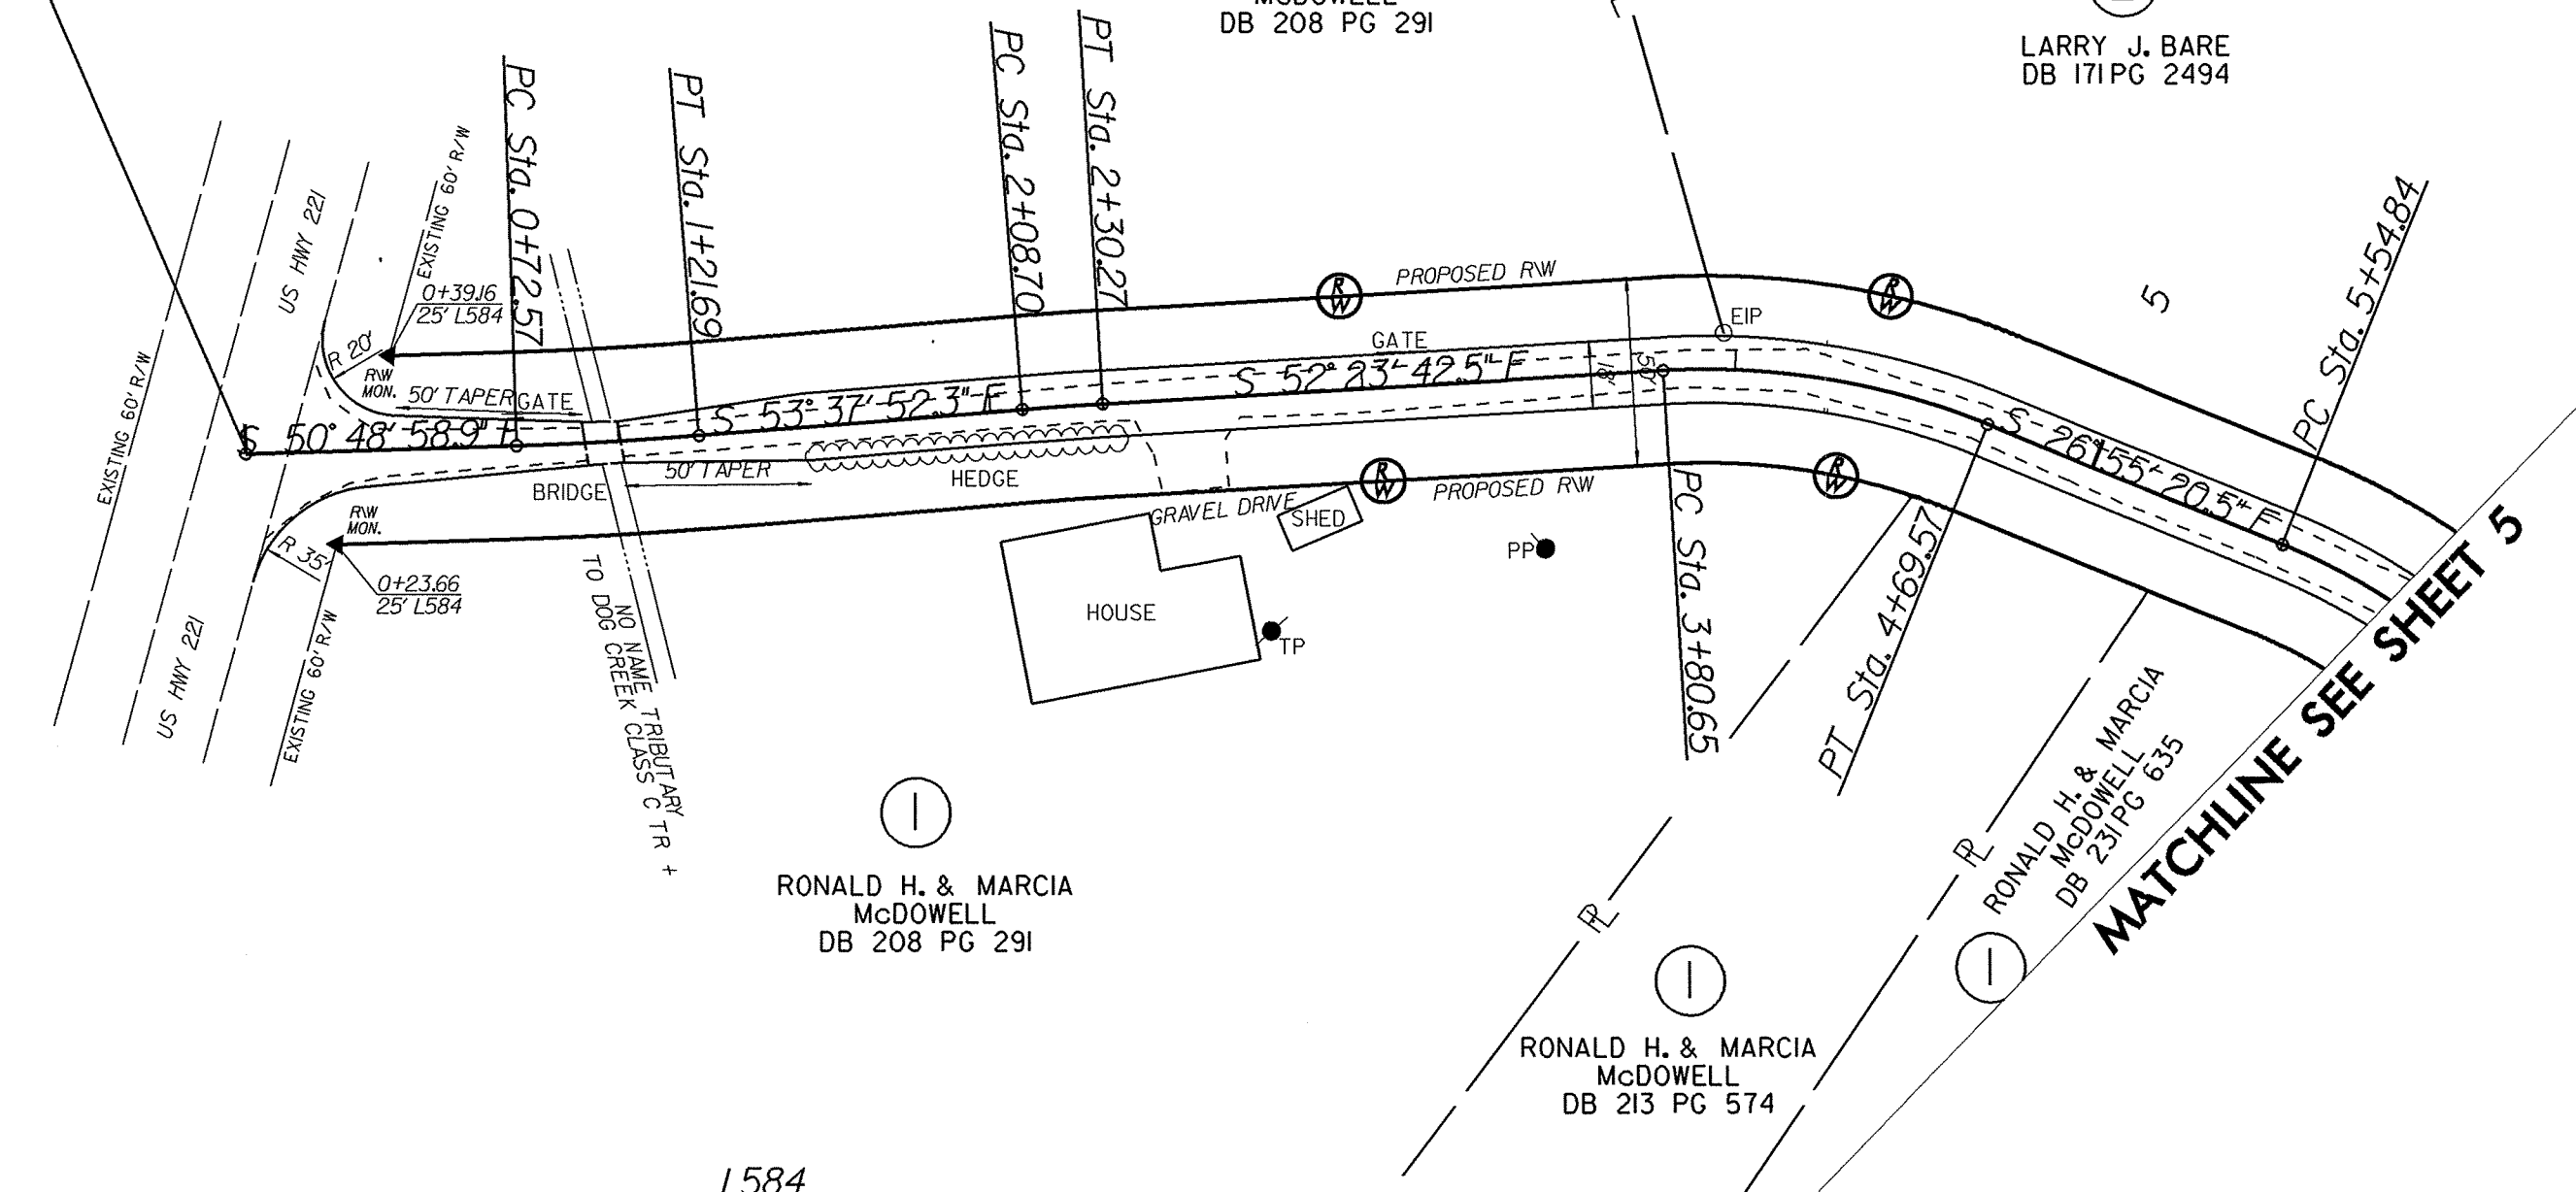 DB 208 PG 291
LARRY J. BARE
DB 171 PG 2494
PC Sta. 0+72.57
PT Sta. 1+21.69
PC Sta. 2+08.70
PT Sta. 2+30.27
PC Sta. 5+54.84
5
US HWY 221
EXISTING 60' R/W
0+39.16
25' L584
R 20'
R\W
MON.
50' TAPER
GATE
EXISTING 60' R/W
PROPOSED R\W
R
W
R
W
GATE
EIP
18'
50'
S 50° 48' 58.9" E
S 53° 37' 52.3" E
S 52° 23' 42.5" E
S 26° 55' 20.5" E
BRIDGE
50' TAPER
HEDGE
GRAVEL DRIVE
SHED
R
W
PROPOSED R\W
R
W
R\W
MON.
R 35'
0+23.66
25' L584
HOUSE
TP
PP
US HWY 221
EXISTING 60' R/W
NO NAME TRIBUTARY
TO DOG CREEK CLASS C TR +
PC Sta. 3+80.65
PT Sta. 4+69.57
MATCHLINE SEE SHEET 5
1
RONALD H. & MARCIA
McDOWELL
DB 208 PG 291
PL
PL
RONALD H. & MARCIA
McDOWELL
DB 231 PG 635
1
1
RONALD H. & MARCIA
McDOWELL
DB 213 PG 574
L584